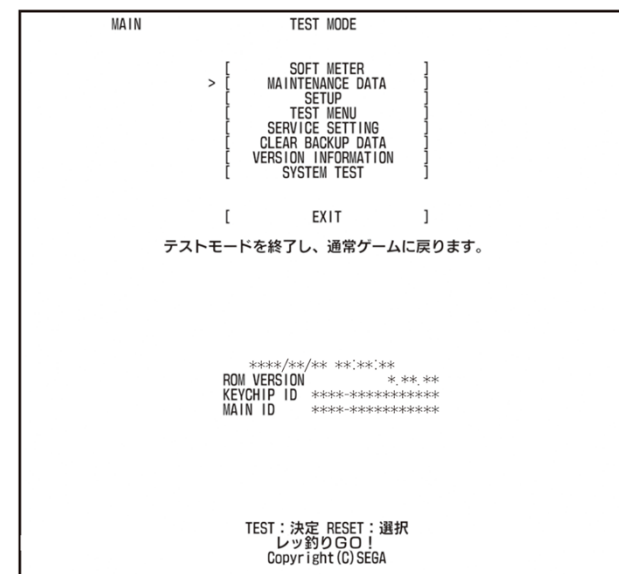 MAIN TEST MODE
[ SOFT METER ]
> [ MAINTENANCE DATA ]
[ SETUP ]
[ TEST MENU ]
[ SERVICE SETTING ]
[ CLEAR BACKUP DATA ]
[ VERSION INFORMATION ]
[ SYSTEM TEST ]
[ EXIT ]
テストモードを終了し、通常ゲームに戻ります。
****/**/** **:**:**
ROM VERSION *.**.**
KEYCHIP ID ****-***********
MAIN ID ****-***********
TEST：決定 RESET：選択
レッ釣りGO！
Copyright(C)SEGA